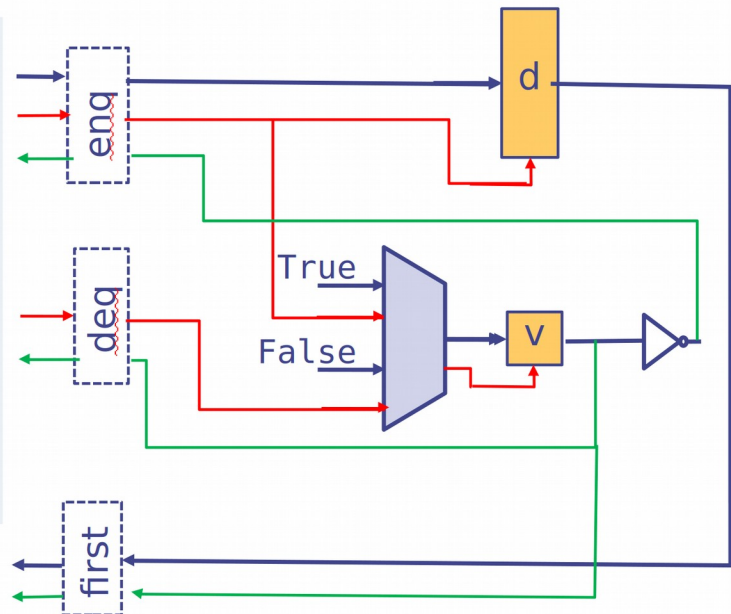 enq
d
True
deq
False
v
first